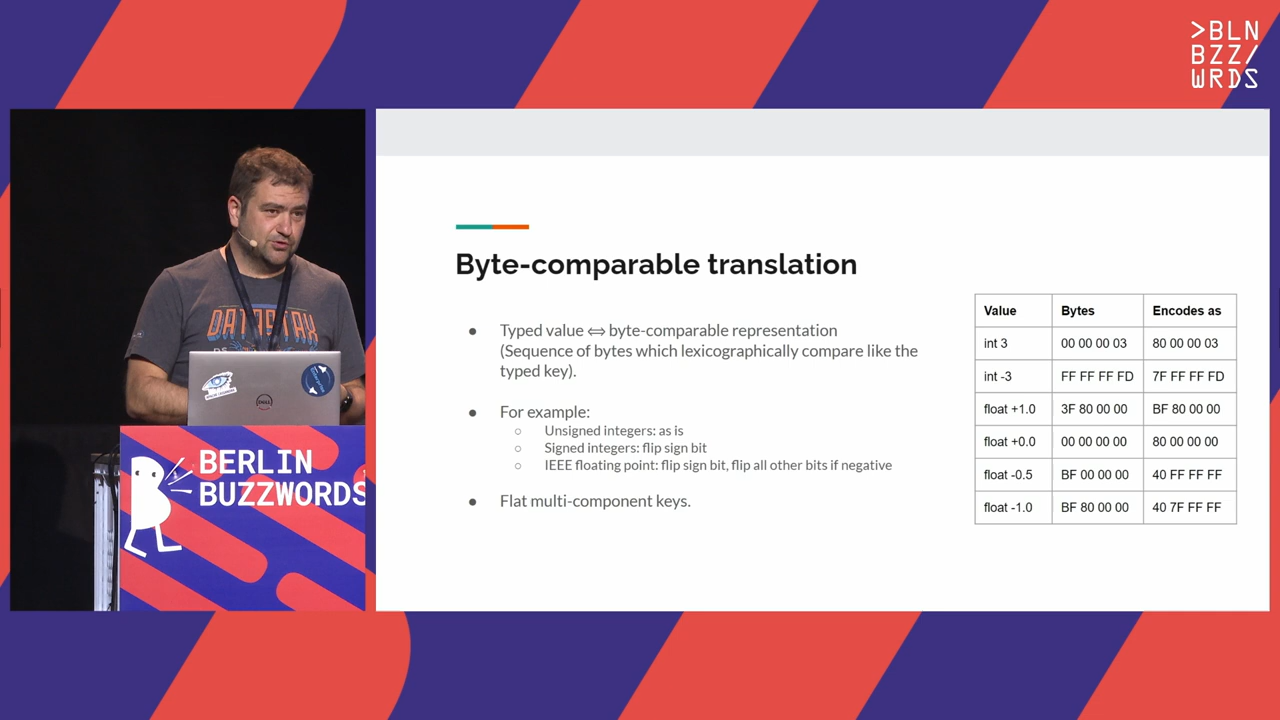 >BLN
BZZ/
WRDS
DATASTAX
DS
DELL
BERLIN
BUZZWORDS
Byte-comparable translation
● Typed value ⟺ byte-comparable representation
(Sequence of bytes which lexicographically compare like the
typed key).
● For example:
○ Unsigned integers: as is
○ Signed integers: flip sign bit
○ IEEE floating point: flip sign bit, flip all other bits if negative
● Flat multi-component keys.
Value Bytes Encodes as
int 3 00 00 00 03 80 00 00 03
int -3 FF FF FF FD 7F FF FF FD
float +1.0 3F 80 00 00 BF 80 00 00
float +0.0 00 00 00 00 80 00 00 00
float -0.5 BF 00 00 00 40 FF FF FF
float -1.0 BF 80 00 00 40 7F FF FF